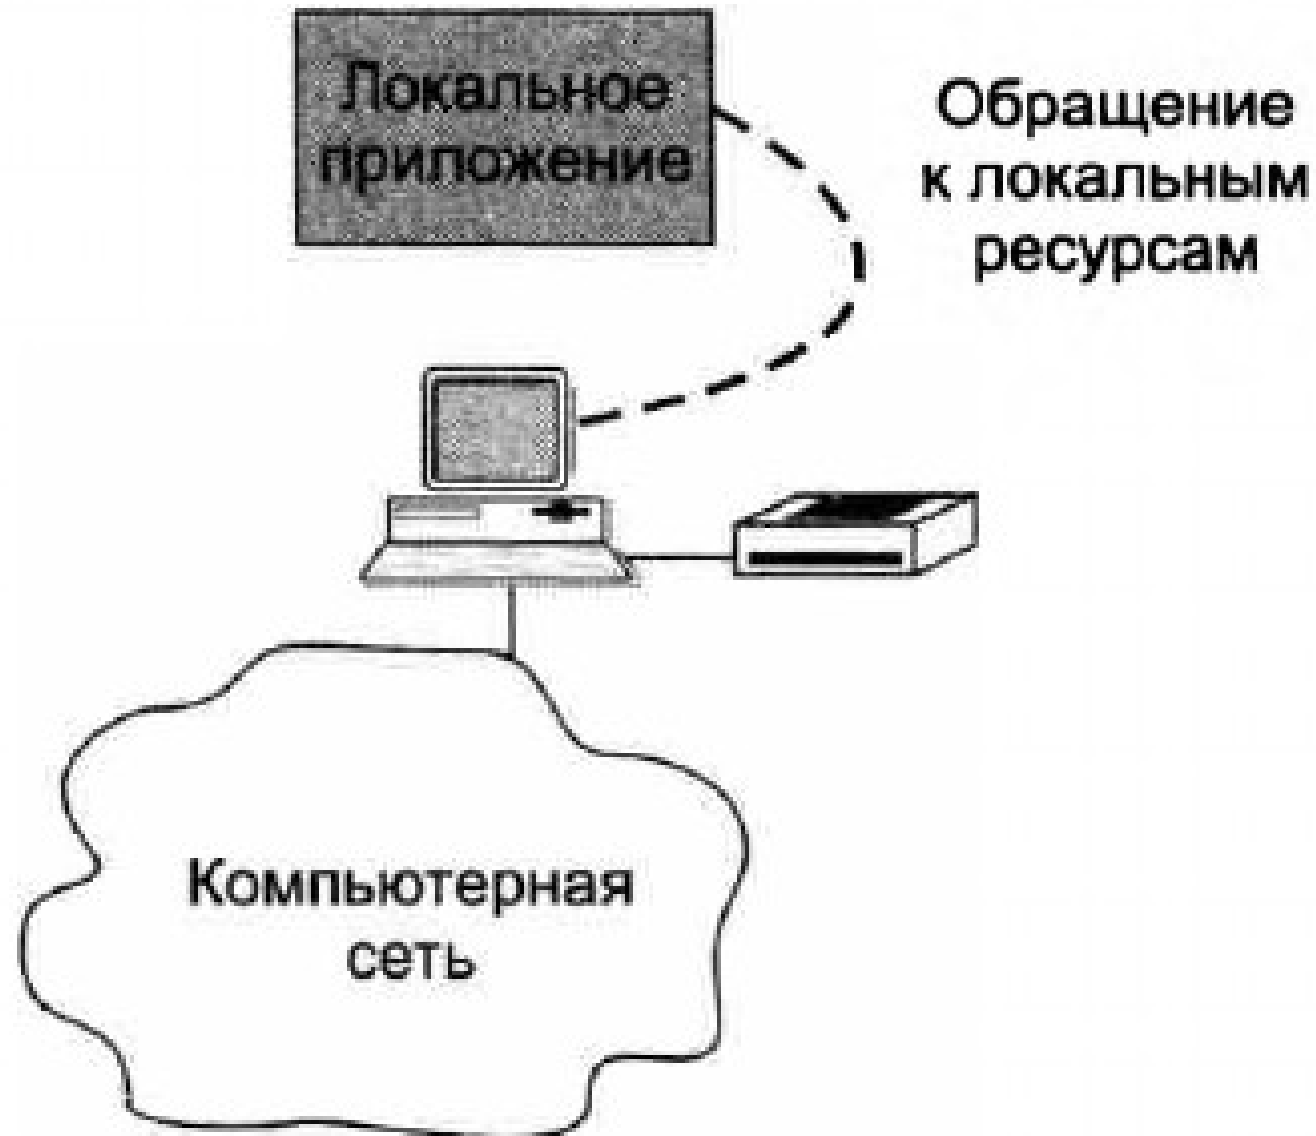 Локальное
приложение
Обращение
к локальным
ресурсам
Компьютерная
сеть